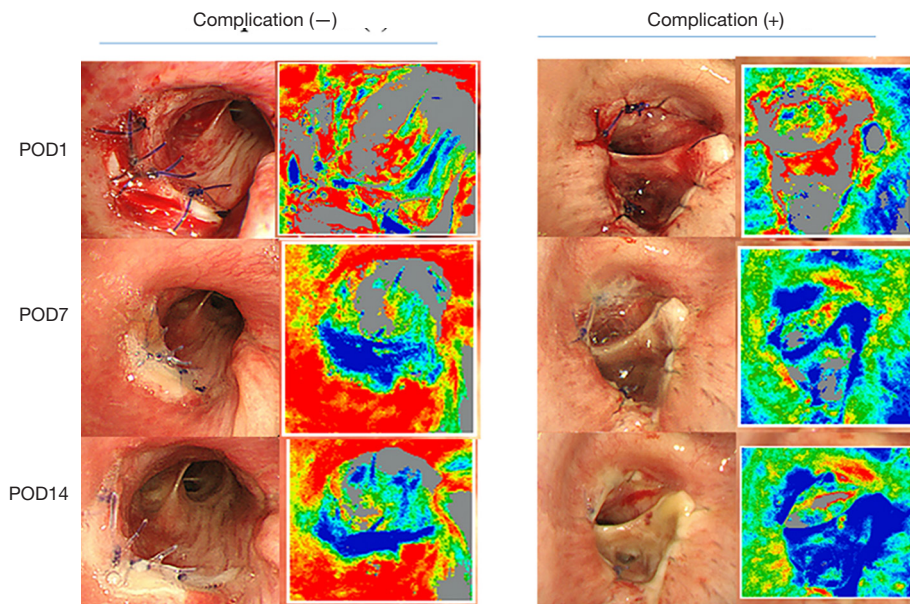 Complication (—)
Complication (+)
POD1
POD7
POD14